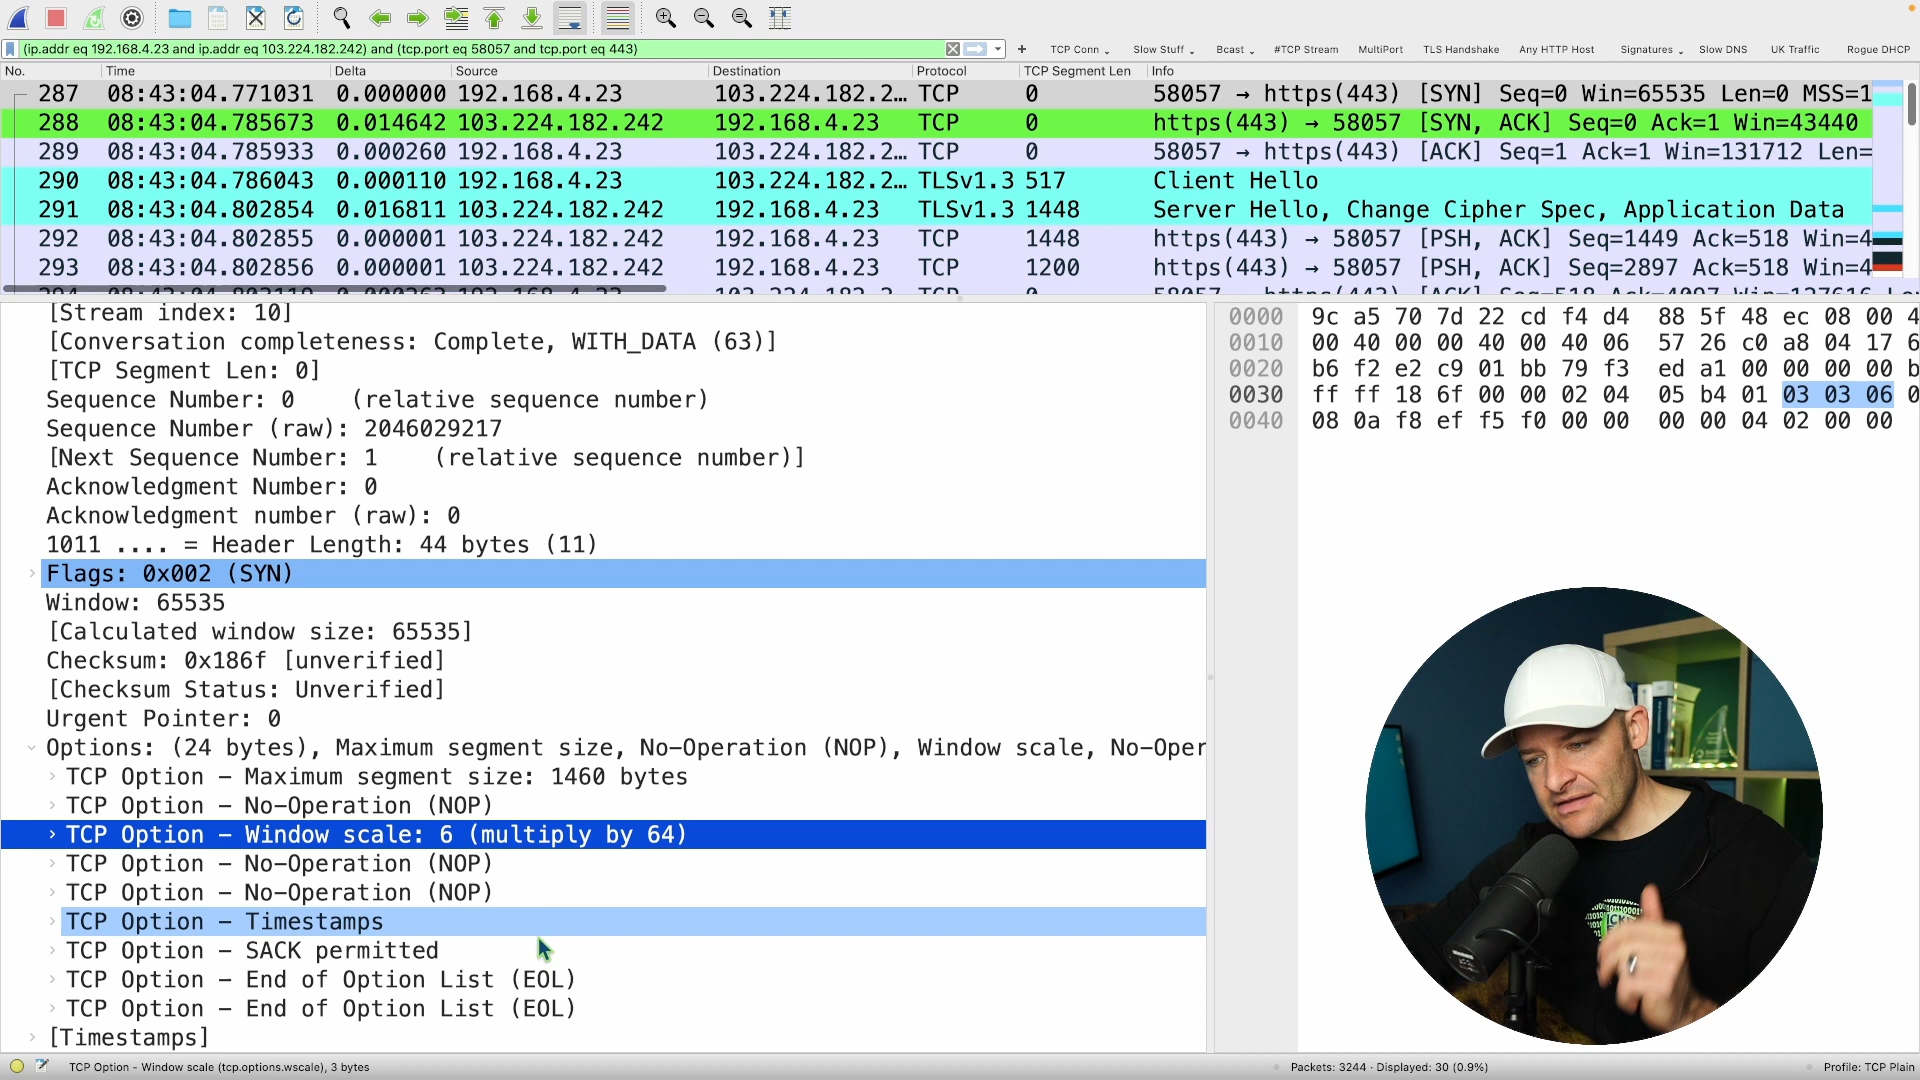 (ip.addr eq 192.168.4.23 and ip.addr eq 103.224.182.242) and (tcp.port eq 58057 and tcp.port eq 443)
+ TCP Conn Slow Stuff Bcast #TCP Stream MultiPort TLS Handshake Any HTTP Host Signatures Slow DNS UK Traffic Rogue DHCP
No. Time Delta Source Destination Protocol TCP Segment Len Info
287 08:43:04.771031 0.000000 192.168.4.23 103.224.182.2… TCP 0 58057 → https(443) [SYN] Seq=0 Win=65535 Len=0 MSS=1
288 08:43:04.785673 0.014642 103.224.182.242 192.168.4.23 TCP 0 https(443) → 58057 [SYN, ACK] Seq=0 Ack=1 Win=43440
289 08:43:04.785933 0.000260 192.168.4.23 103.224.182.2… TCP 0 58057 → https(443) [ACK] Seq=1 Ack=1 Win=131712 Len=
290 08:43:04.786043 0.000110 192.168.4.23 103.224.182.2… TLSv1.3 517 Client Hello
291 08:43:04.802854 0.016811 103.224.182.242 192.168.4.23 TLSv1.3 1448 Server Hello, Change Cipher Spec, Application Data
292 08:43:04.802855 0.000001 103.224.182.242 192.168.4.23 TCP 1448 https(443) → 58057 [PSH, ACK] Seq=1449 Ack=518 Win=4
293 08:43:04.802856 0.000001 103.224.182.242 192.168.4.23 TCP 1200 https(443) → 58057 [PSH, ACK] Seq=2897 Ack=518 Win=4
[Stream index: 10]
[Conversation completeness: Complete, WITH_DATA (63)]
[TCP Segment Len: 0]
Sequence Number: 0 (relative sequence number)
Sequence Number (raw): 2046029217
[Next Sequence Number: 1 (relative sequence number)]
Acknowledgment Number: 0
Acknowledgment number (raw): 0
1011 .... = Header Length: 44 bytes (11)
Flags: 0x002 (SYN)
Window: 65535
[Calculated window size: 65535]
Checksum: 0x186f [unverified]
[Checksum Status: Unverified]
Urgent Pointer: 0
Options: (24 bytes), Maximum segment size, No-Operation (NOP), Window scale, No-Oper
TCP Option – Maximum segment size: 1460 bytes
TCP Option – No-Operation (NOP)
TCP Option – Window scale: 6 (multiply by 64)
TCP Option – No-Operation (NOP)
TCP Option – No-Operation (NOP)
TCP Option – Timestamps
TCP Option – SACK permitted
TCP Option – End of Option List (EOL)
TCP Option – End of Option List (EOL)
[Timestamps]
0000 9c a5 70 7d 22 cd f4 d4 88 5f 48 ec 08 00 4
0010 00 40 00 00 40 00 40 06 57 26 c0 a8 04 17 6
0020 b6 f2 e2 c9 01 bb 79 f3 ed a1 00 00 00 00 b
0030 ff ff 18 6f 00 00 02 04 05 b4 01 03 03 06 0
0040 08 0a f8 ef f5 f0 00 00 00 00 04 02 00 00
TCP Option - Window scale (tcp.options.wscale), 3 bytes
Packets: 3244 · Displayed: 30 (0.9%)
Profile: TCP Plain